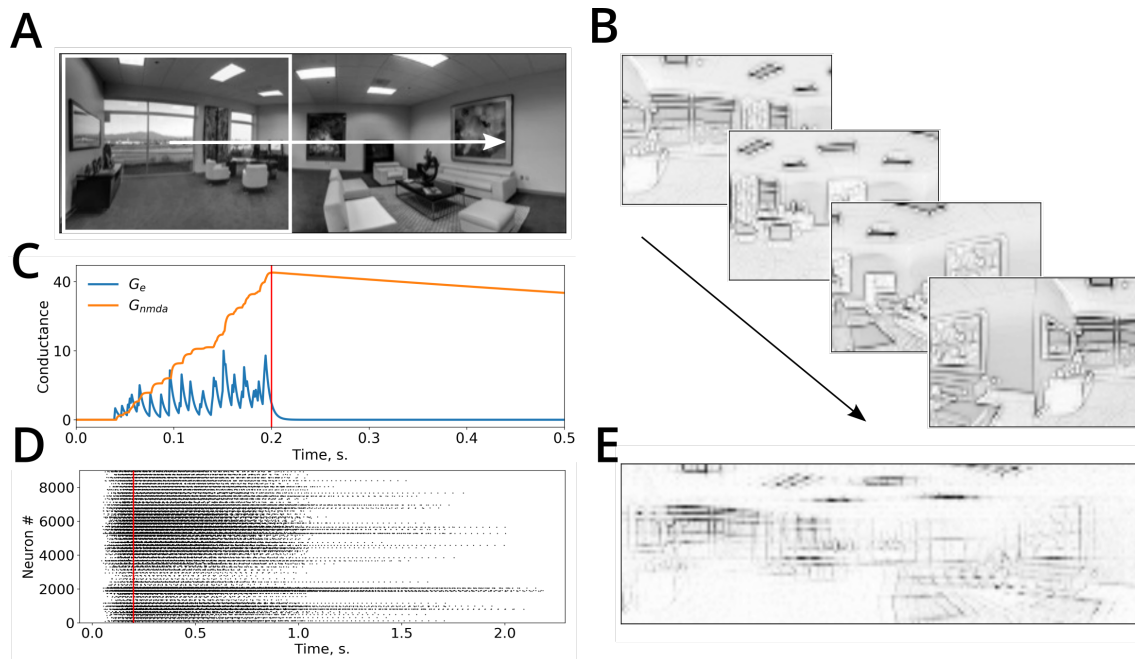 A
B
C
40
10
0
Conductance
G_e
G_nmda
0.0 0.1 0.2 0.3 0.4 0.5
Time, s.
D
8000
6000
4000
2000
0
Neuron #
0.0 0.5 1.0 1.5 2.0
Time, s.
E